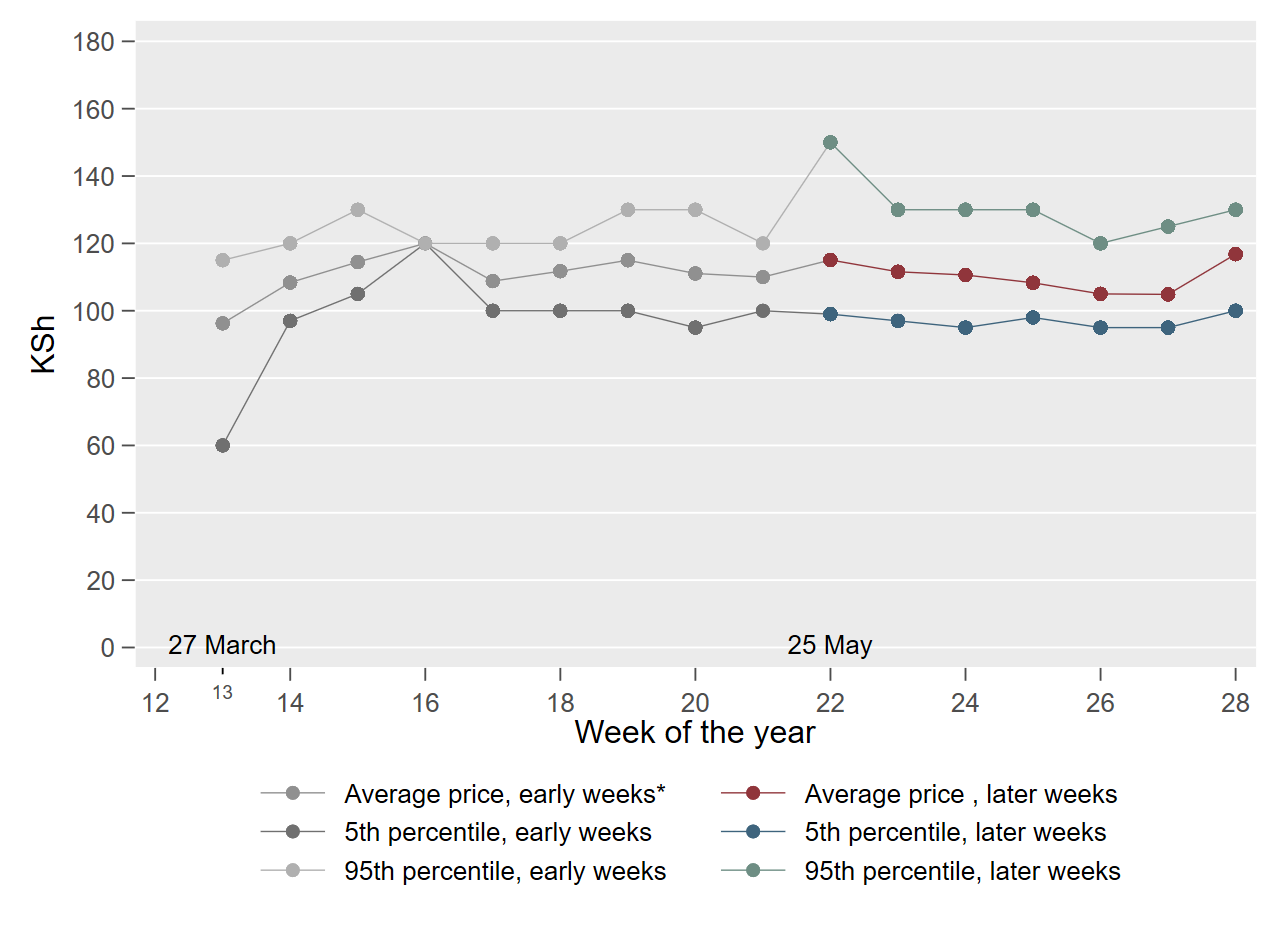 180
160
140
120
100
80
60
40
20
0
KSh
27 March
25 May
12 13 14 16 18 20 22 24 26 28
Week of the year
Average price, early weeks*
Average price , later weeks
5th percentile, early weeks
5th percentile, later weeks
95th percentile, early weeks
95th percentile, later weeks